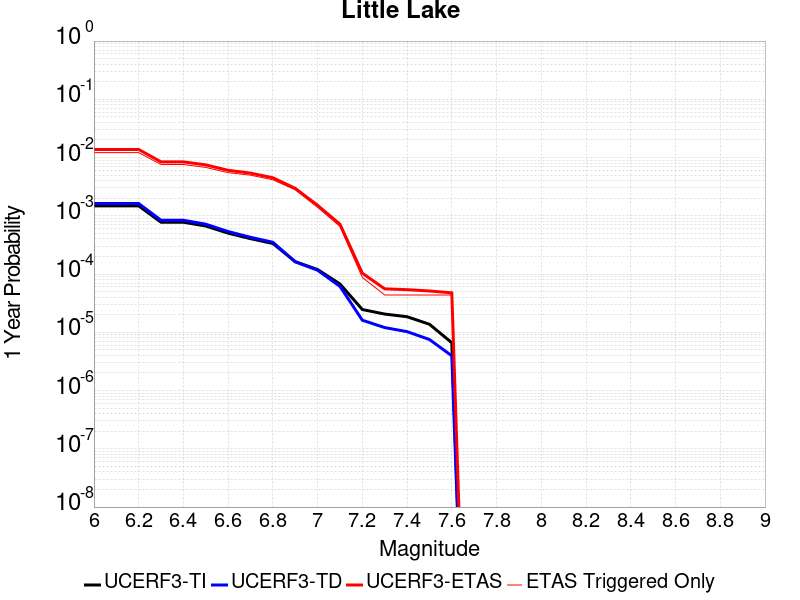 Little Lake
1 Year Probability
10^0
10^-1
10^-2
10^-3
10^-4
10^-5
10^-6
10^-7
10^-8
6 6.2 6.4 6.6 6.8 7 7.2 7.4 7.6 7.8 8 8.2 8.4 8.6 8.8 9
Magnitude
UCERF3-TI UCERF3-TD UCERF3-ETAS ETAS Triggered Only